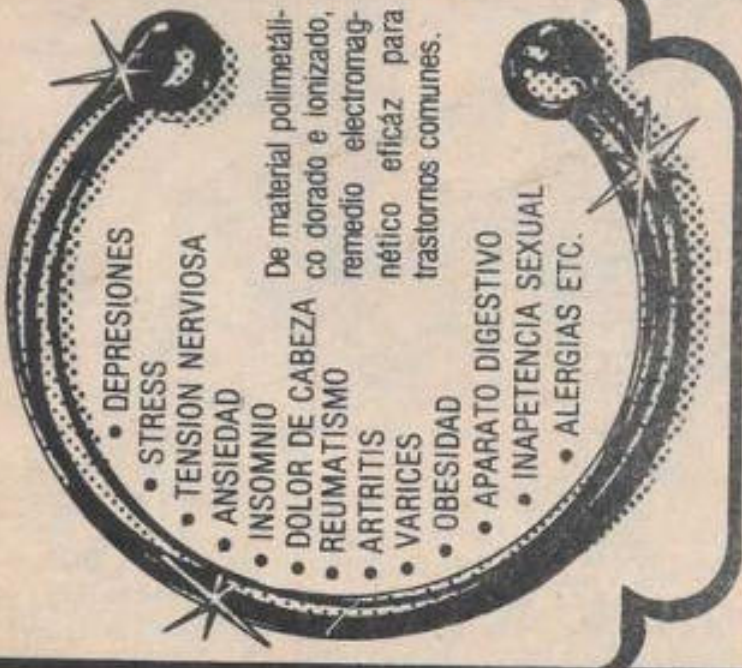 • DEPRESIONES
• STRESS
• TENSION NERVIOSA
• ANSIEDAD
• INSOMNIO
• DOLOR DE CABEZA
• REUMATISMO
• ARTRITIS
• VARICES
• OBESIDAD
• APARATO DIGESTIVO
• INAPETENCIA SEXUAL
• ALERGIAS ETC.
De material polimetáli-
co dorado e ionizado,
remedio electromag-
nético eficáz para
trastornos comunes.